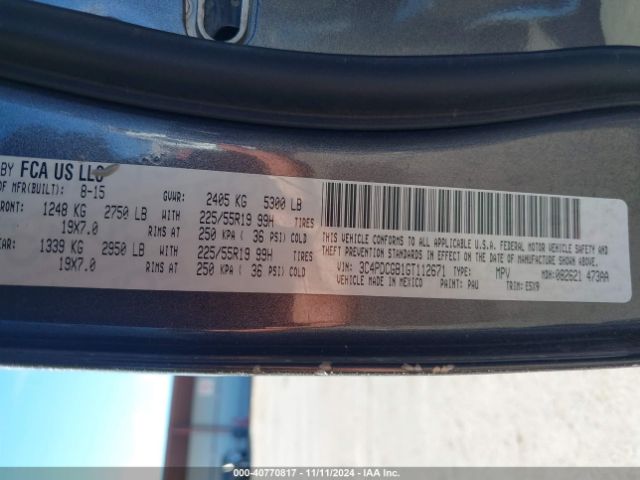 BY FCA US LLC
OF MFR(BUILT): 8-15 GVWR: 2405 KG 5300 LB
FRONT: 1248 KG 2750 LB WITH 225/55R19 99H TIRES
19X7.0 RIMS AT 250 KPA ( 36 PSI) COLD
EAR: 1339 KG 2950 LB WITH 225/55R19 99H TIRES
19X7.0 RIMS AT 250 KPA ( 36 PSI) COLD
THIS VEHICLE CONFORMS TO ALL APPLICABLE U.S.A. FEDERAL MOTOR VEHICLE SAFETY AND
THEFT PREVENTION STANDARDS IN EFFECT ON THE DATE OF MANUFACTURE SHOWN ABOVE.
VIN: 3C4PDCGB1GT112671 TYPE: MPV MDH: 082621 473AA
VEHICLE MADE IN MEXICO PAINT: PAU TRIM: E5X9
000-40770817 - 11/11/2024 - IAA Inc.